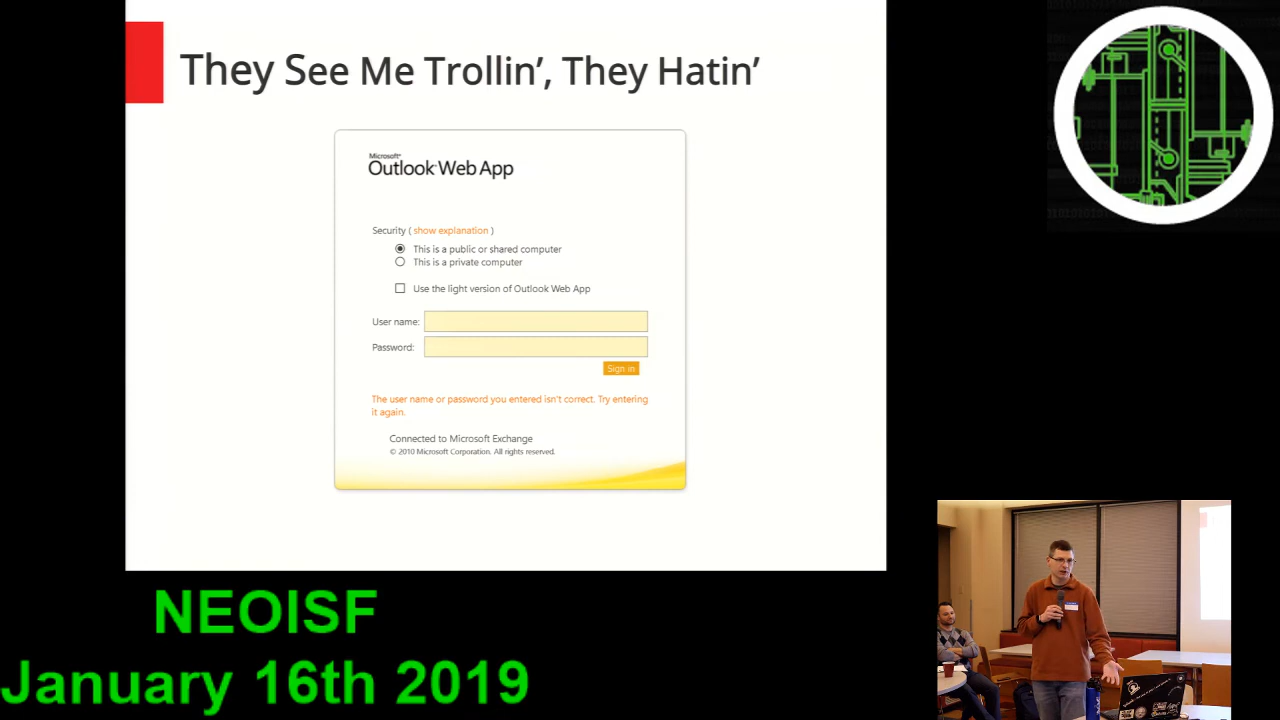 They See Me Trollin’, They Hatin’
Microsoft®
Outlook Web App
Security ( show explanation )
This is a public or shared computer
This is a private computer
Use the light version of Outlook Web App
User name:
Password:
Sign in
The user name or password you entered isn't correct. Try entering
it again.
Connected to Microsoft Exchange
© 2010 Microsoft Corporation. All rights reserved.
NEOISF
January 16th 2019